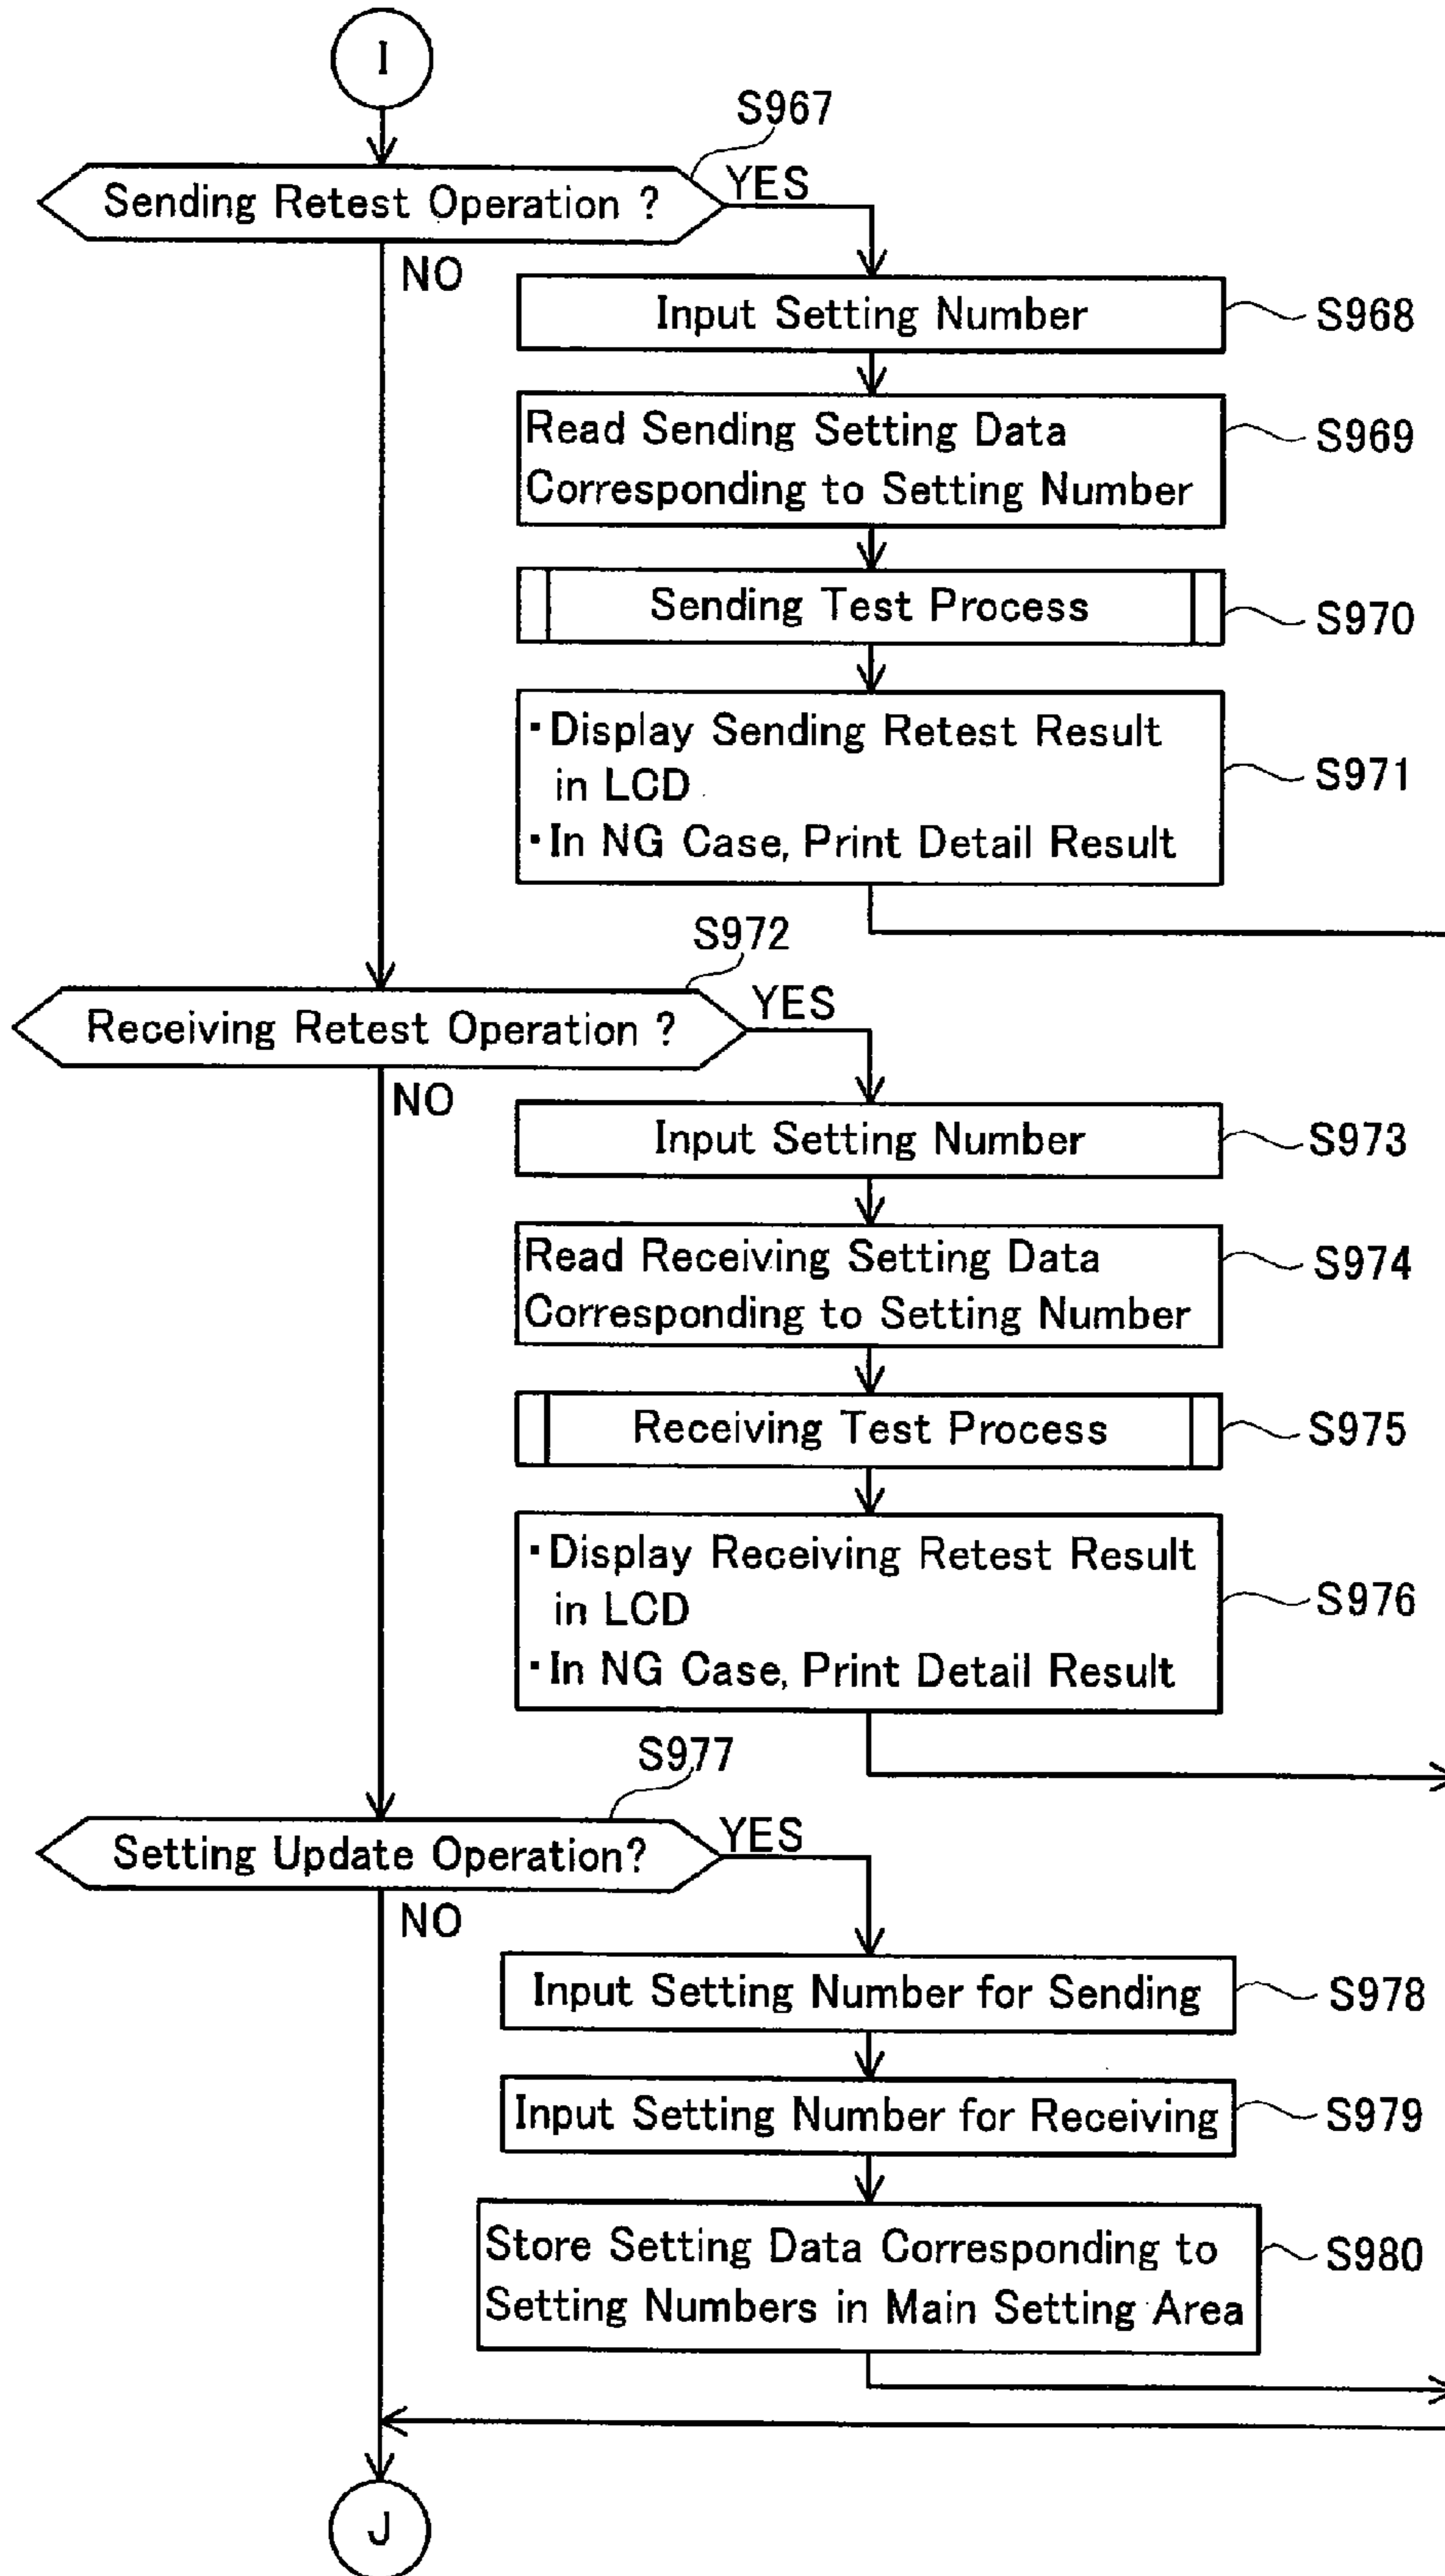 I
S967
Sending Retest Operation ?
YES
NO
Input Setting Number
S968
Read Sending Setting Data
Corresponding to Setting Number
S969
Sending Test Process
S970
・Display Sending Retest Result
in LCD
・In NG Case, Print Detail Result
S971
S972
Receiving Retest Operation ?
YES
NO
Input Setting Number
S973
Read Receiving Setting Data
Corresponding to Setting Number
S974
Receiving Test Process
S975
・Display Receiving Retest Result
in LCD
・In NG Case, Print Detail Result
S976
S977
Setting Update Operation?
YES
NO
Input Setting Number for Sending
S978
Input Setting Number for Receiving
S979
Store Setting Data Corresponding to
Setting Numbers in Main Setting Area
S980
J